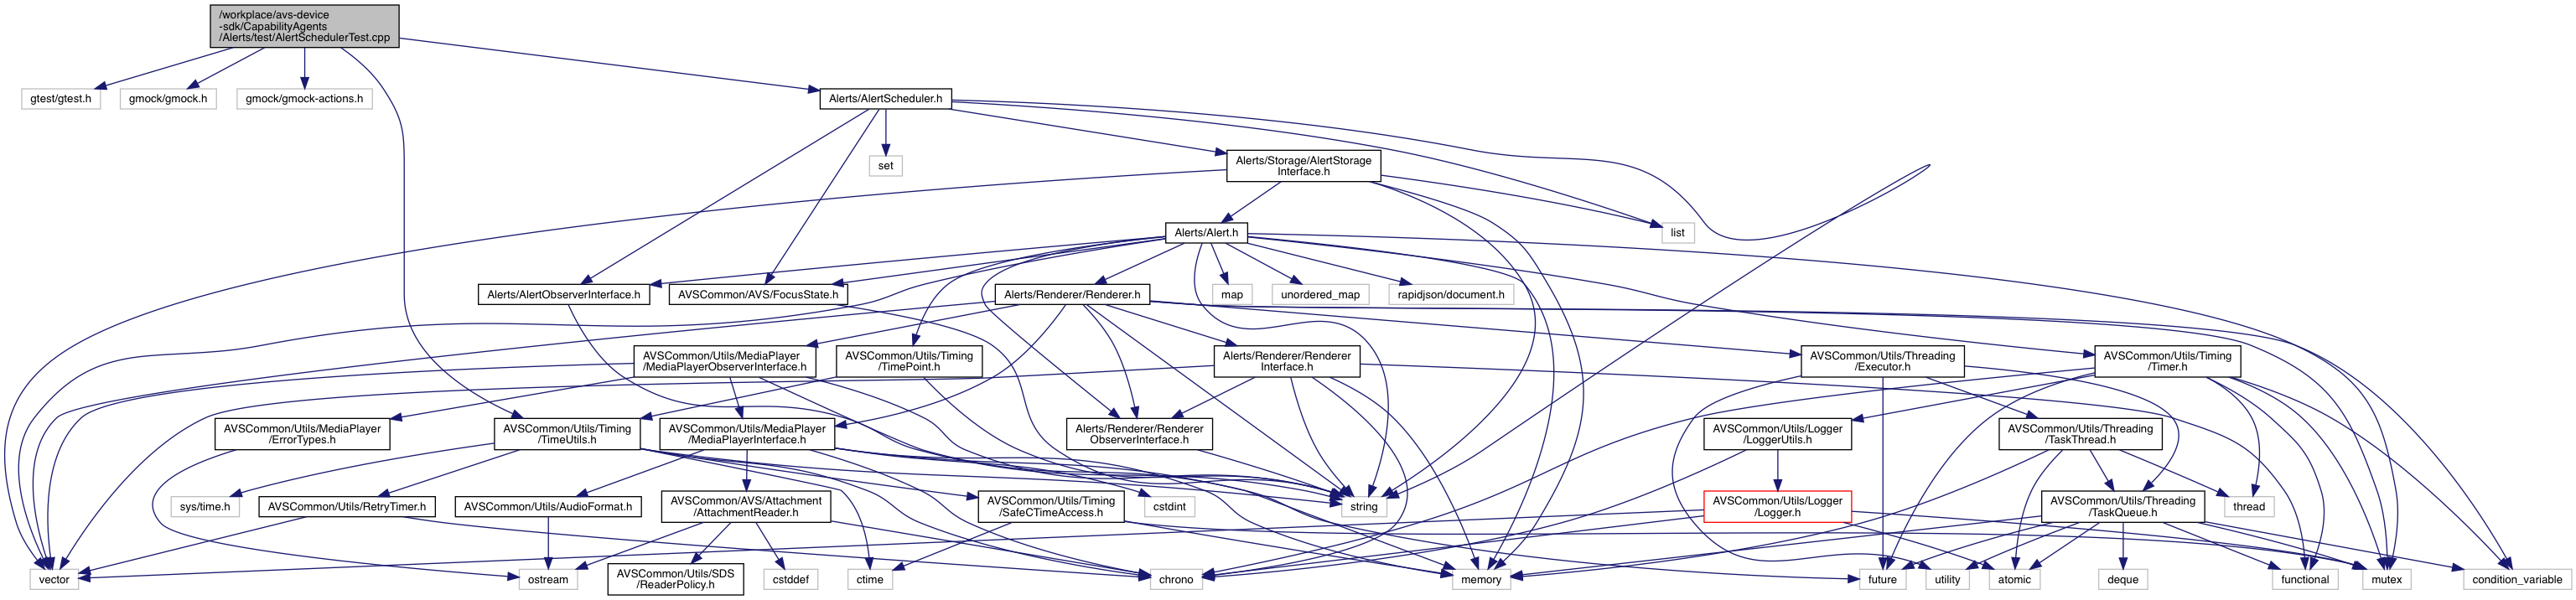 /workplace/avs-device
-sdk/CapabilityAgents
/Alerts/test/AlertSchedulerTest.cpp
gtest/gtest.h
gmock/gmock.h
gmock/gmock-actions.h
Alerts/AlertScheduler.h
set
Alerts/Storage/AlertStorage
Interface.h
Alerts/Alert.h
list
Alerts/AlertObserverInterface.h
AVSCommon/AVS/FocusState.h
Alerts/Renderer/Renderer.h
map
unordered_map
rapidjson/document.h
AVSCommon/Utils/MediaPlayer
/MediaPlayerObserverInterface.h
AVSCommon/Utils/Timing
/TimePoint.h
Alerts/Renderer/Renderer
Interface.h
AVSCommon/Utils/Threading
/Executor.h
AVSCommon/Utils/Timing
/Timer.h
AVSCommon/Utils/MediaPlayer
/ErrorTypes.h
AVSCommon/Utils/Timing
/TimeUtils.h
AVSCommon/Utils/MediaPlayer
/MediaPlayerInterface.h
Alerts/Renderer/Renderer
ObserverInterface.h
AVSCommon/Utils/Logger
/LoggerUtils.h
AVSCommon/Utils/Threading
/TaskThread.h
sys/time.h
AVSCommon/Utils/RetryTimer.h
AVSCommon/Utils/AudioFormat.h
AVSCommon/AVS/Attachment
/AttachmentReader.h
AVSCommon/Utils/Timing
/SafeCTimeAccess.h
cstdint
string
AVSCommon/Utils/Logger
/Logger.h
AVSCommon/Utils/Threading
/TaskQueue.h
thread
vector
ostream
AVSCommon/Utils/SDS
/ReaderPolicy.h
cstddef
ctime
chrono
memory
future
utility
atomic
deque
functional
mutex
condition_variable